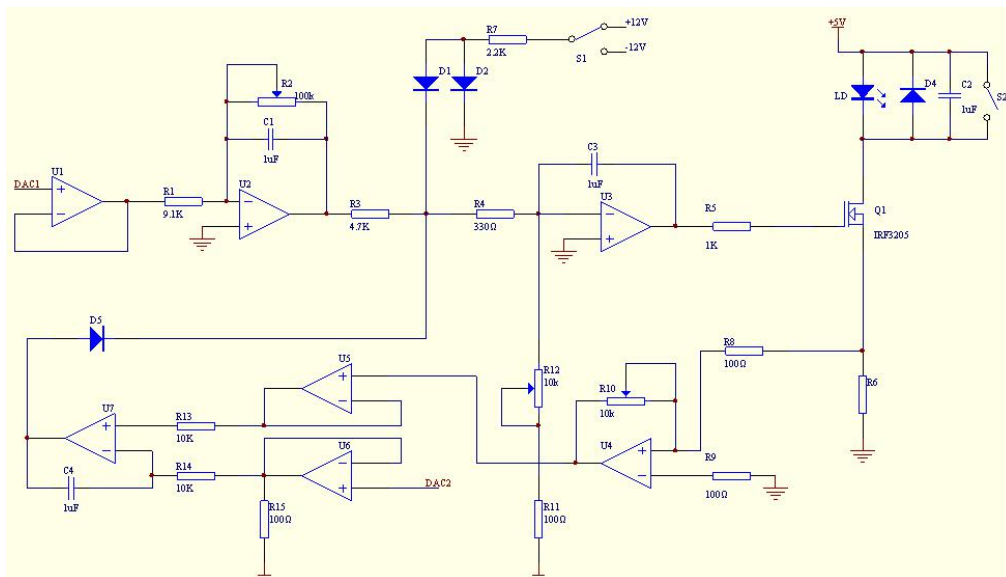 +12V
-12V
S1
R7
2.2K
D1
D2
+5V
LD
D4
C2
1uF
S2
R2
100k
C1
1uF
DAC1
U1
R1
9.1K
U2
R3
4.7K
R4
330Ω
C3
1uF
U3
R5
1K
Q1
IRF3205
D5
R8
100Ω
R6
U5
R12
10k
R10
10k
U7
R13
10K
U4
R9
100Ω
C4
1uF
R14
10K
U6
DAC2
R15
100Ω
R11
100Ω